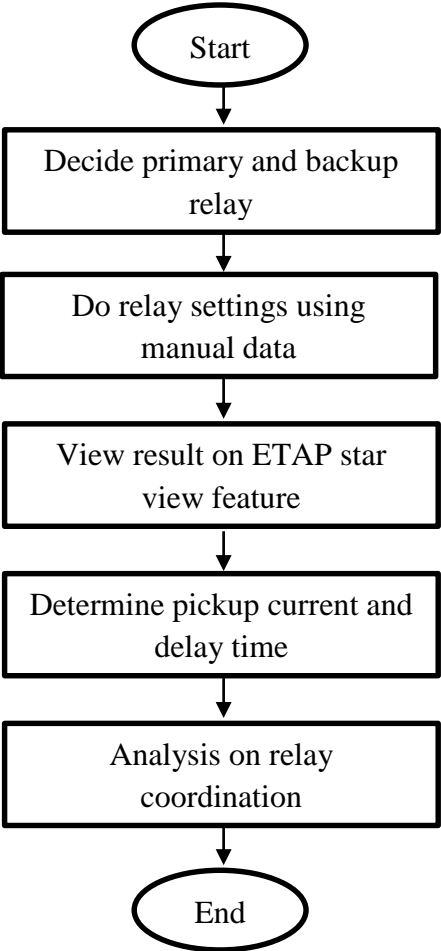 Start
Decide primary and backup
relay
Do relay settings using
manual data
View result on ETAP star
view feature
Determine pickup current and
delay time
Analysis on relay
coordination
End